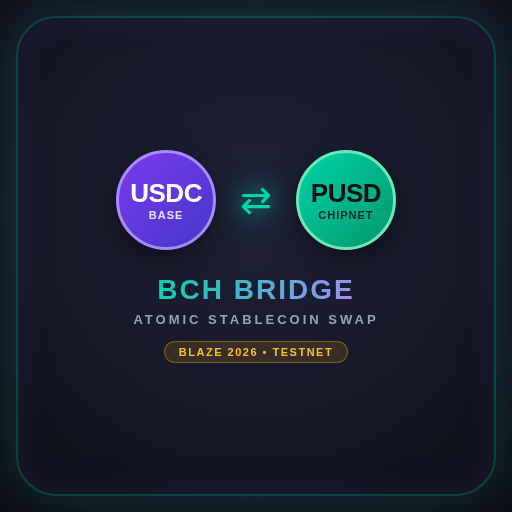 USDC
BASE
⇄
PUSD
CHIPNET
BCH BRIDGE
ATOMIC STABLECOIN SWAP
BLAZE 2026 • TESTNET